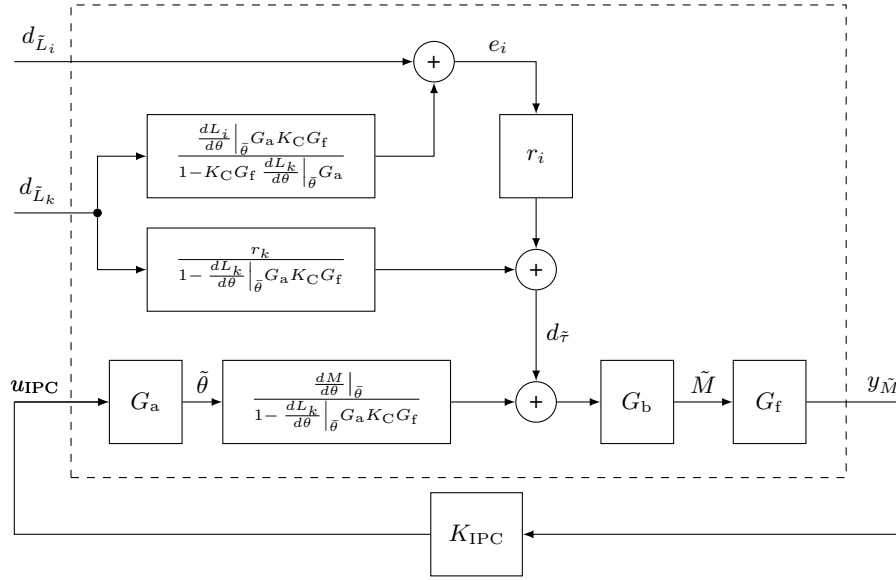 d_{\tilde{L}_i}
+
e_i
\frac{\frac{dL_i}{d\theta}\big|_{\bar{\theta}} G_a K_C G_f}{1-K_C G_f \frac{dL_k}{d\theta}\big|_{\bar{\theta}} G_a}
r_i
d_{\tilde{L}_k}
\frac{r_k}{1-\frac{dL_k}{d\theta}\big|_{\bar{\theta}} G_a K_C G_f}
+
d_{\tilde{\tau}}
u_{IPC}
G_a
\tilde{\theta}
\frac{\frac{dM}{d\theta}\big|_{\bar{\theta}}}{1-\frac{dL_k}{d\theta}\big|_{\bar{\theta}} G_a K_C G_f}
+
G_b
\tilde{M}
G_f
y_{\tilde{M}}
K_{IPC}